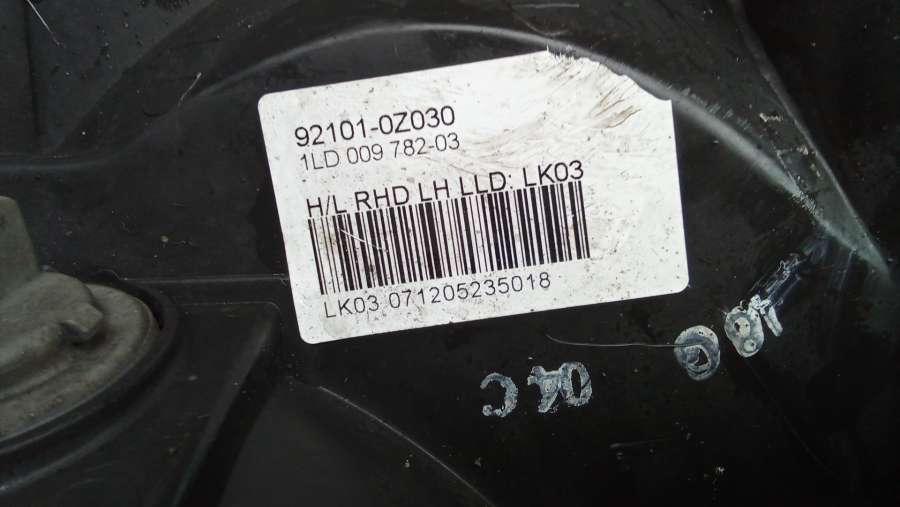 92101-0Z030
1LD 009 782-03
H/L RHD LH LLD: LK03
LK03 071205235018